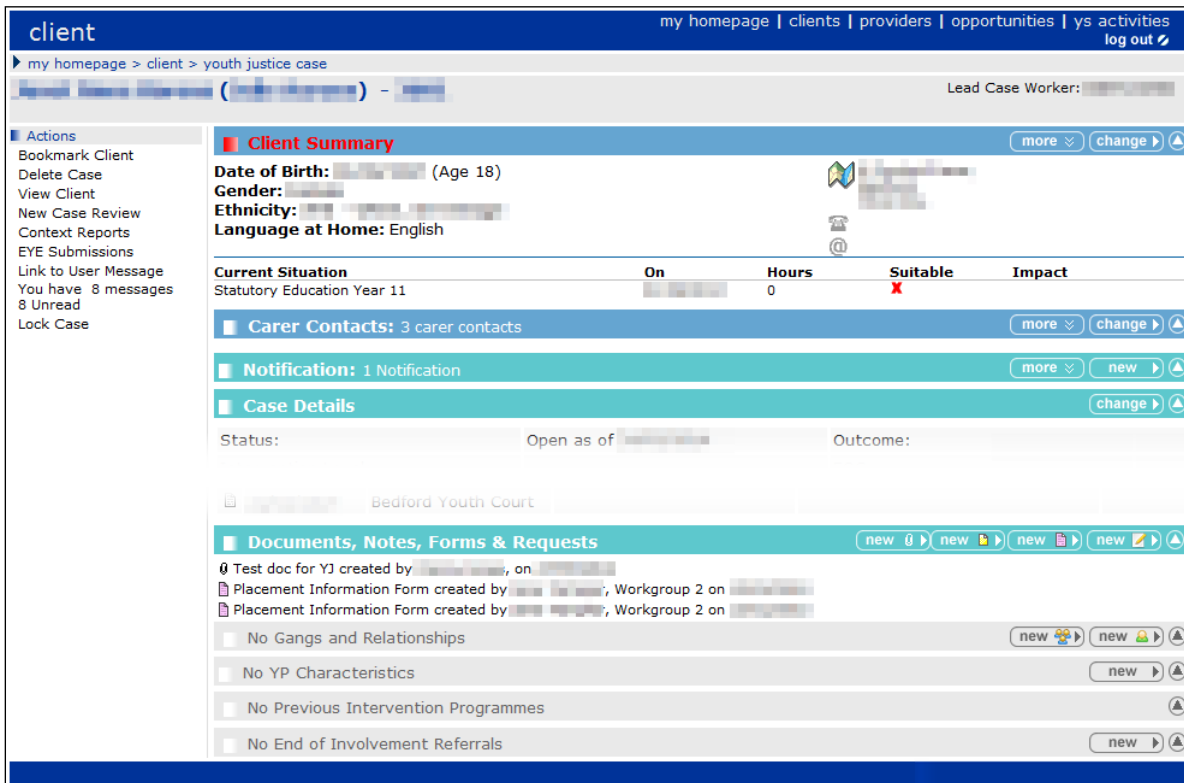 client
my homepage | clients | providers | opportunities | ys activities
log out
my homepage > client > youth justice case
( ) -
Lead Case Worker:
Actions
Bookmark Client
Delete Case
View Client
New Case Review
Context Reports
EYE Submissions
Link to User Message
You have 8 messages
8 Unread
Lock Case
Client Summary more change
Date of Birth: (Age 18)
Gender:
Ethnicity:
Language at Home: English
@
Current Situation On Hours Suitable Impact
Statutory Education Year 11 0
Carer Contacts: 3 carer contacts more change
Notification: 1 Notification more new
Case Details change
Status: Open as of Outcome:
Bedford Youth Court
Documents, Notes, Forms & Requests new new new new
Test doc for YJ created by , on
Placement Information Form created by , Workgroup 2 on
Placement Information Form created by , Workgroup 2 on
No Gangs and Relationships new new
No YP Characteristics new
No Previous Intervention Programmes
No End of Involvement Referrals new